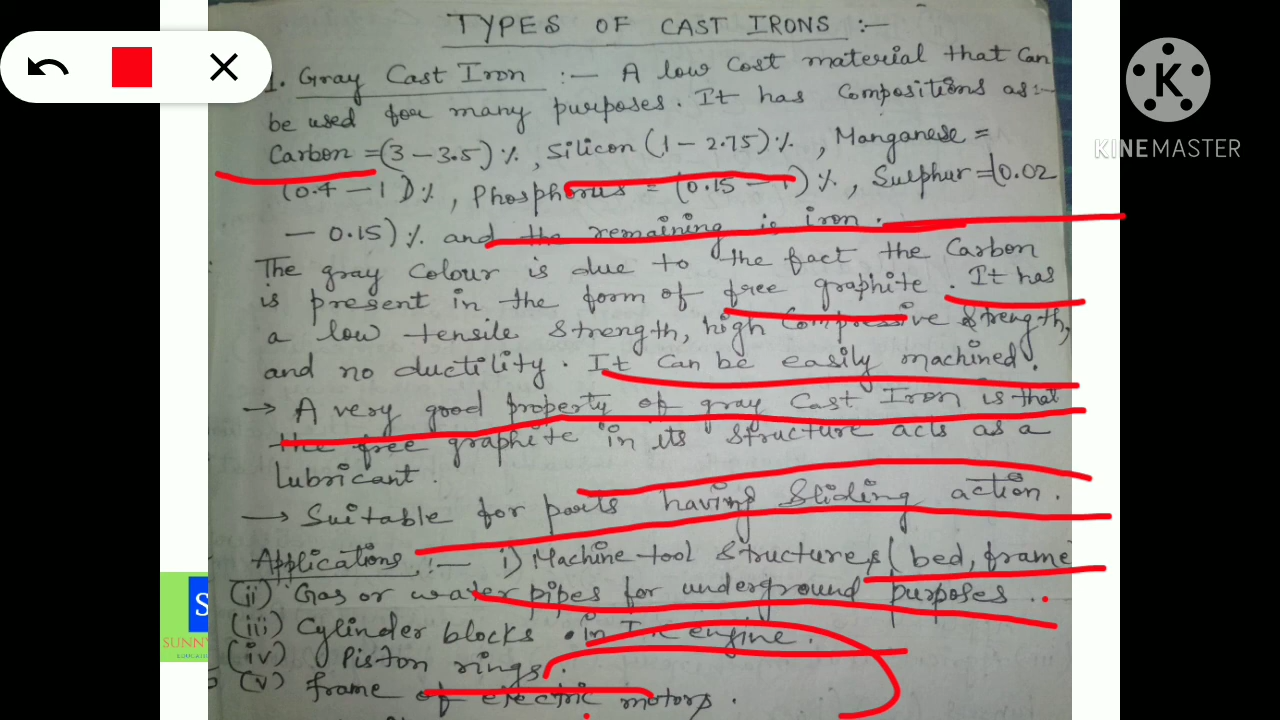 TYPES OF CAST IRONS :-
1. Gray Cast Iron :- A low cost material that can
be used for many purposes. It has compositions as:-
Carbon = (3 - 3.5) %, Silicon (1 - 2.75) %, Manganese =
(0.4 - 1) %, Phosphorus = (0.15 - 1) %, Sulphur = (0.02
- 0.15) % and the remaining is iron.
The gray colour is due to the fact the Carbon
is present in the form of free graphite. It has
a low tensile strength, high compressive strength,
and no ductility. It can be easily machined.
→ A very good property of gray Cast Iron is that
the free graphite in its structure acts as a
lubricant.
→ Suitable for parts having sliding action.
Applications :- i) Machine tool structures (bed, frame
(ii) Gas or water pipes for underground purposes.
(iii) Cylinder blocks in I.C engine.
(iv) Piston rings.
(v) frame of electric motors.
K
KINEMASTER
S
SUNNY